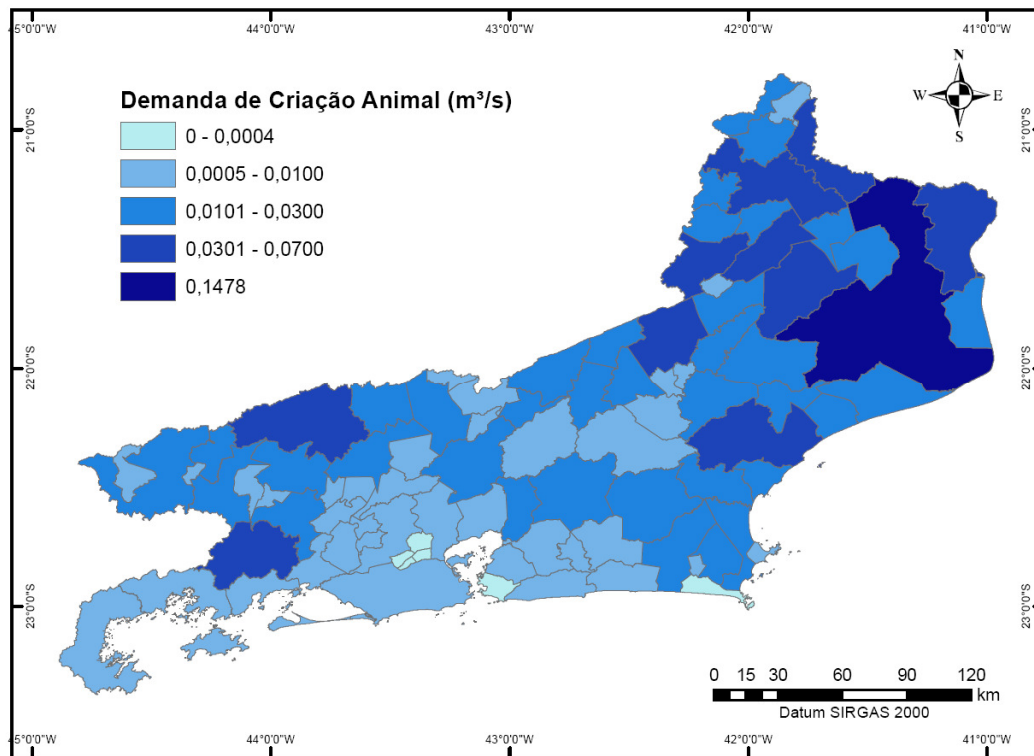 45°0'0"W 44°0'0"W 43°0'0"W 42°0'0"W 41°0'0"W
N
W E
S
Demanda de Criação Animal (m³/s)
0 - 0,0004
0,0005 - 0,0100
0,0101 - 0,0300
0,0301 - 0,0700
0,1478
21°0'0"S 21°0'0"S
22°0'0"S 22°0'0"S
23°0'0"S 23°0'0"S
0 15 30 60 90 120
km
Datum SIRGAS 2000
45°0'0"W 44°0'0"W 43°0'0"W 42°0'0"W 41°0'0"W